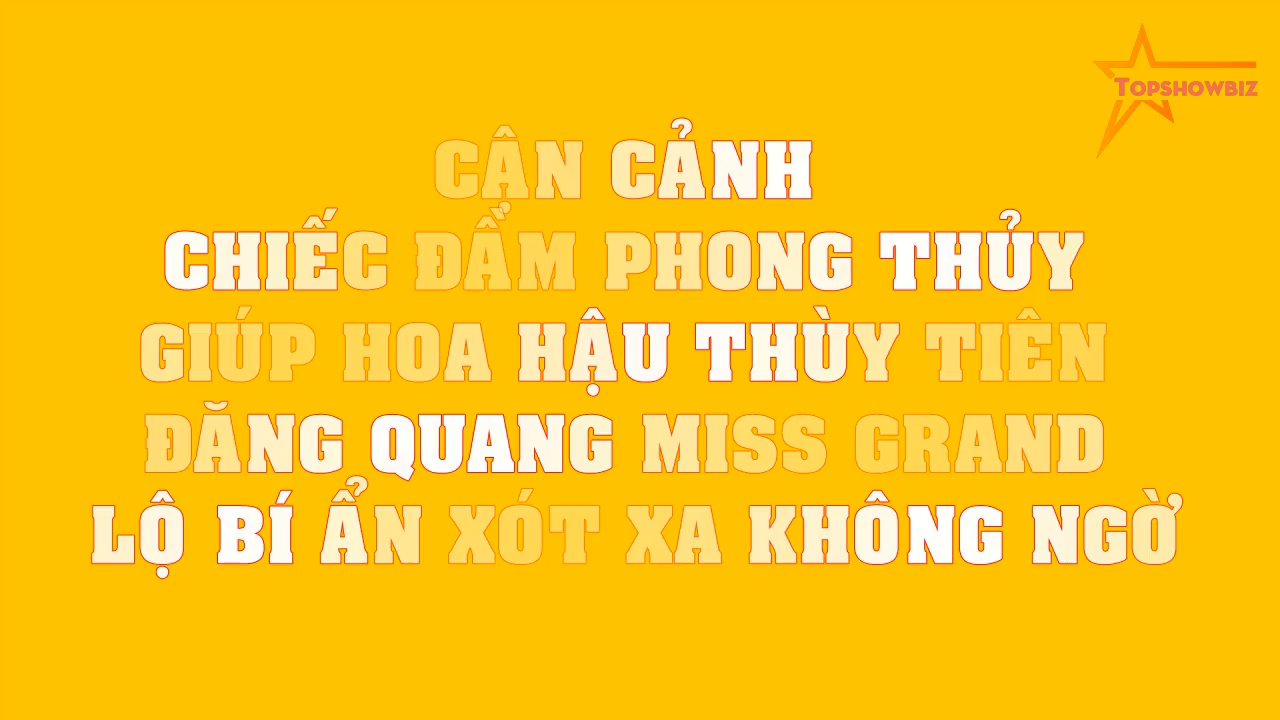 TOPSHOWBIZ
CÂN CẢNH
CHIẾC ĐẦM PHONG THỦY
GIÚP HOA HẬU THÙY TIÊN
ĐĂNG QUANG MISS GRAND
LỘ BÍ ẨN XÓT XA KHÔNG NGỜ